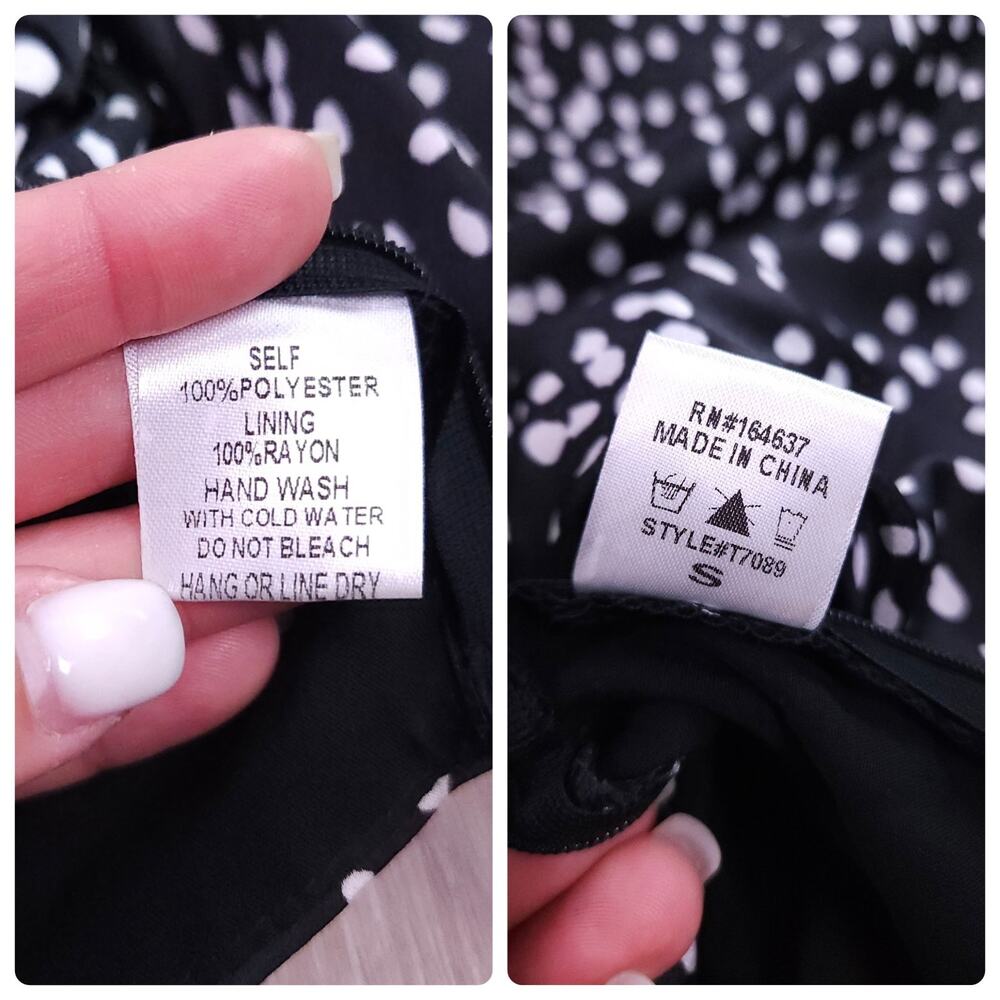 SELF
100%POLYESTER
LINING
100%RAYON
HAND WASH
WITH COLD WATER
DO NOT BLEACH
HANG OR LINE DRY
RN#164637
MADE IN CHINA
STYLE#T7089
S